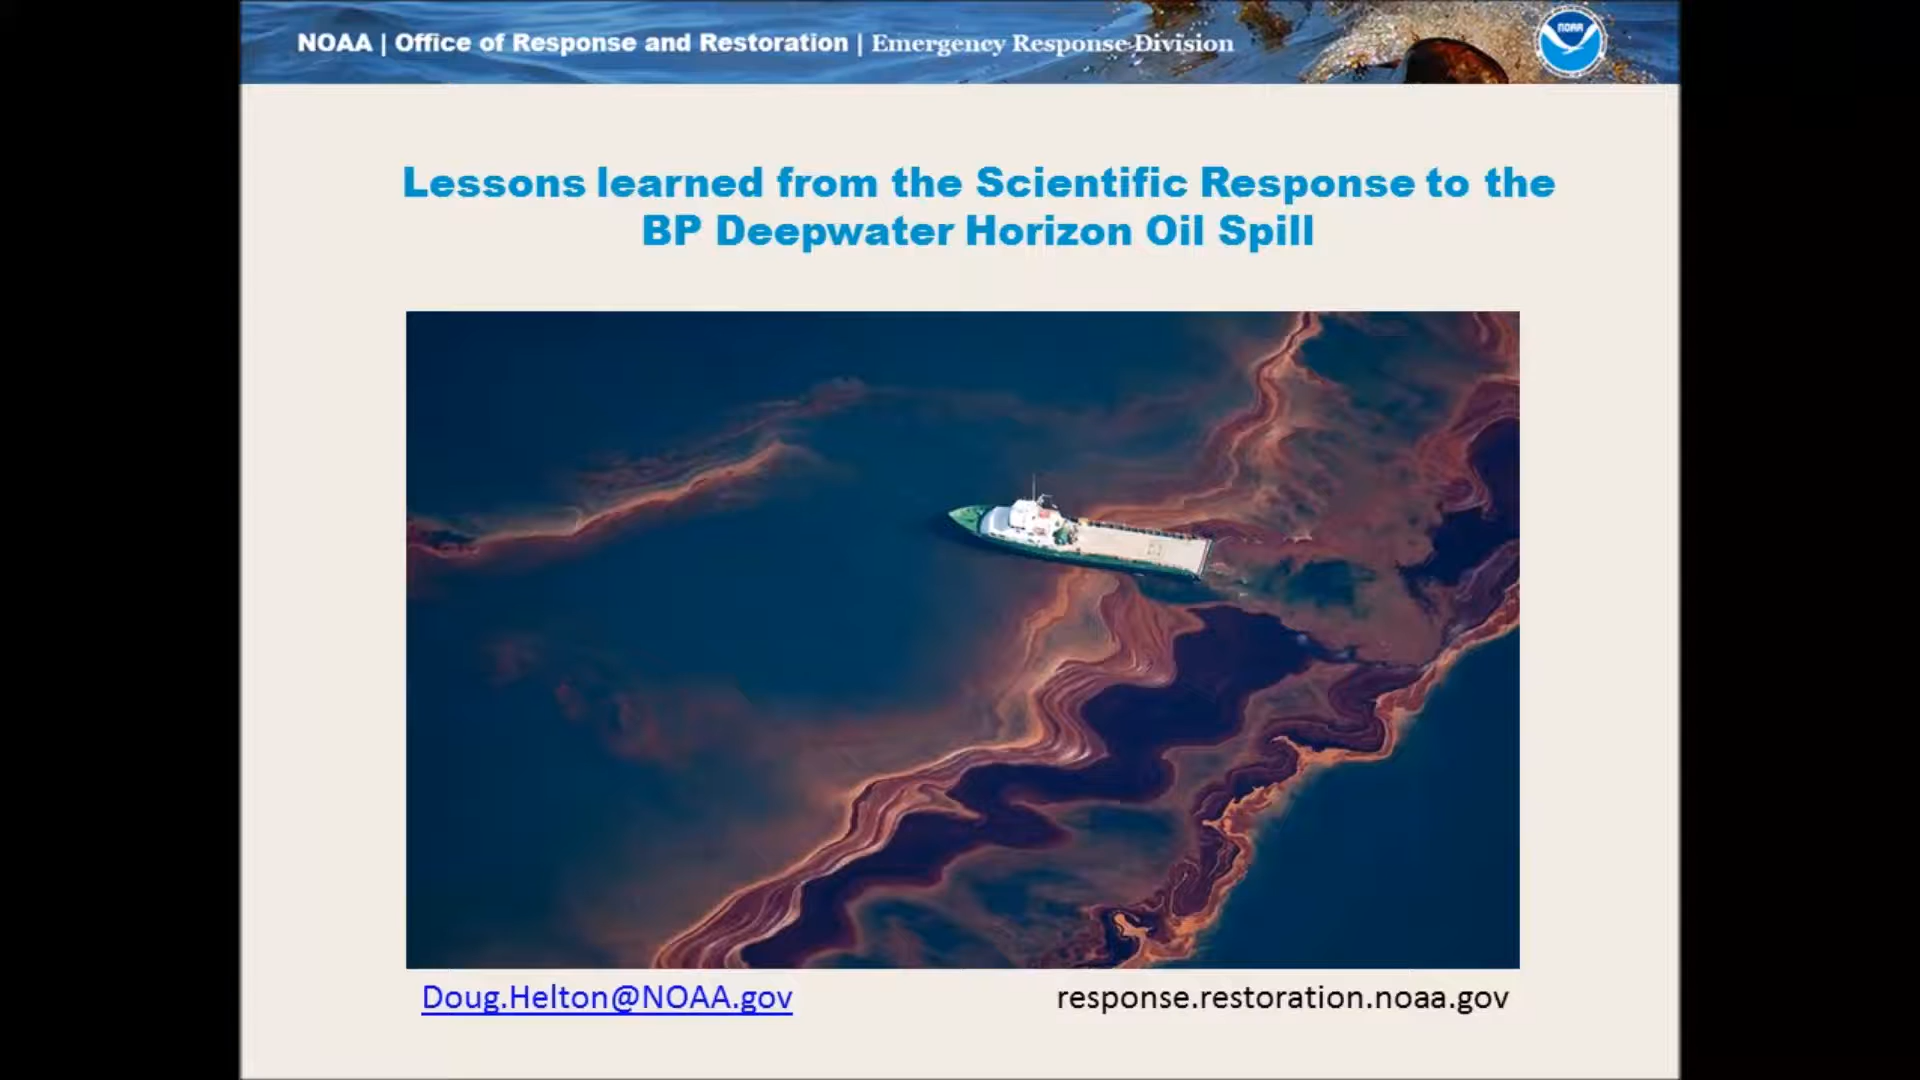 NOAA | Office of Response and Restoration | Emergency Response Division
NOAA
Lessons learned from the Scientific Response to the
BP Deepwater Horizon Oil Spill
Doug.Helton@NOAA.gov
response.restoration.noaa.gov